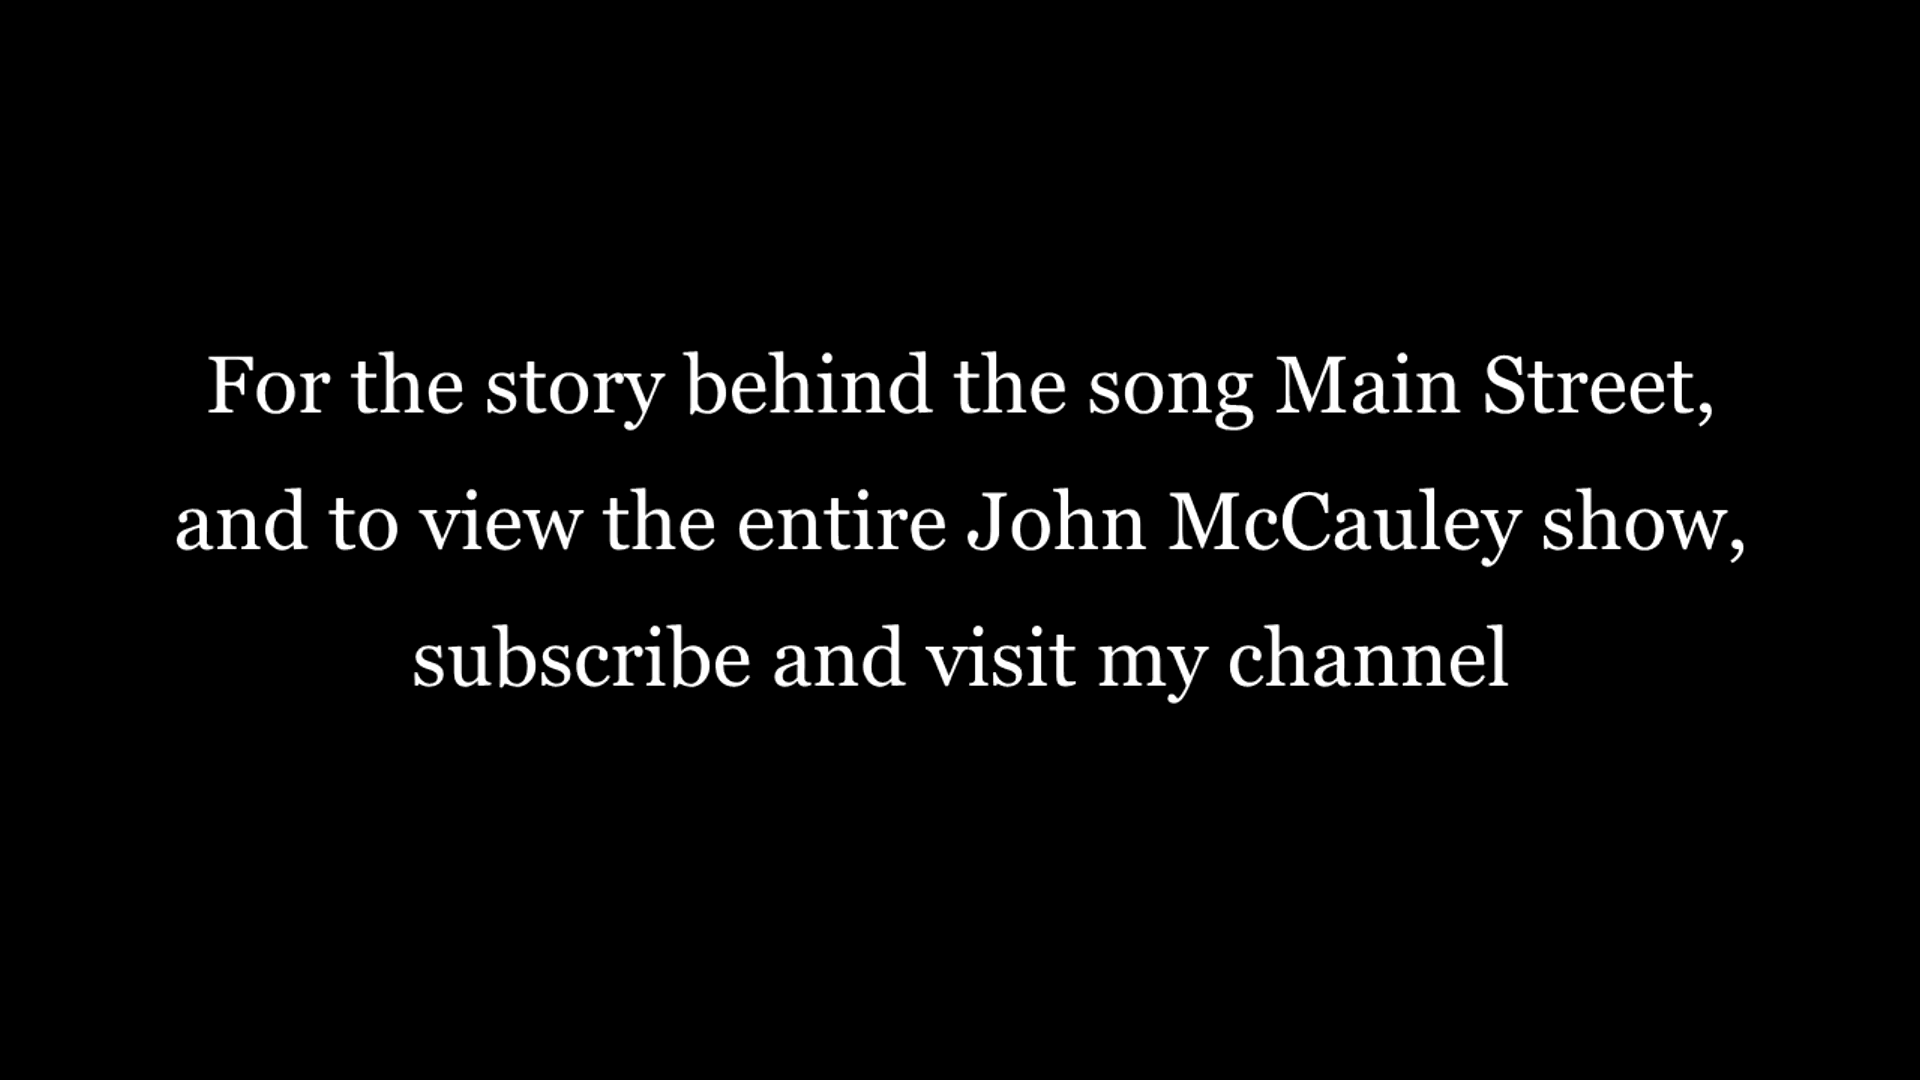 For the story behind the song Main Street,
and to view the entire John McCauley show,
subscribe and visit my channel